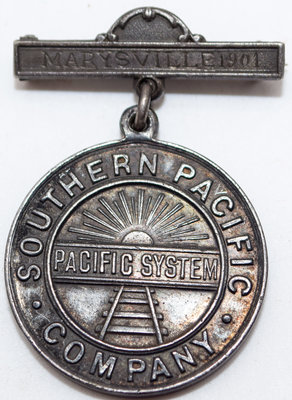 MARYSVILLE 1901
SOUTHERN PACIFIC
PACIFIC SYSTEM
COMPANY